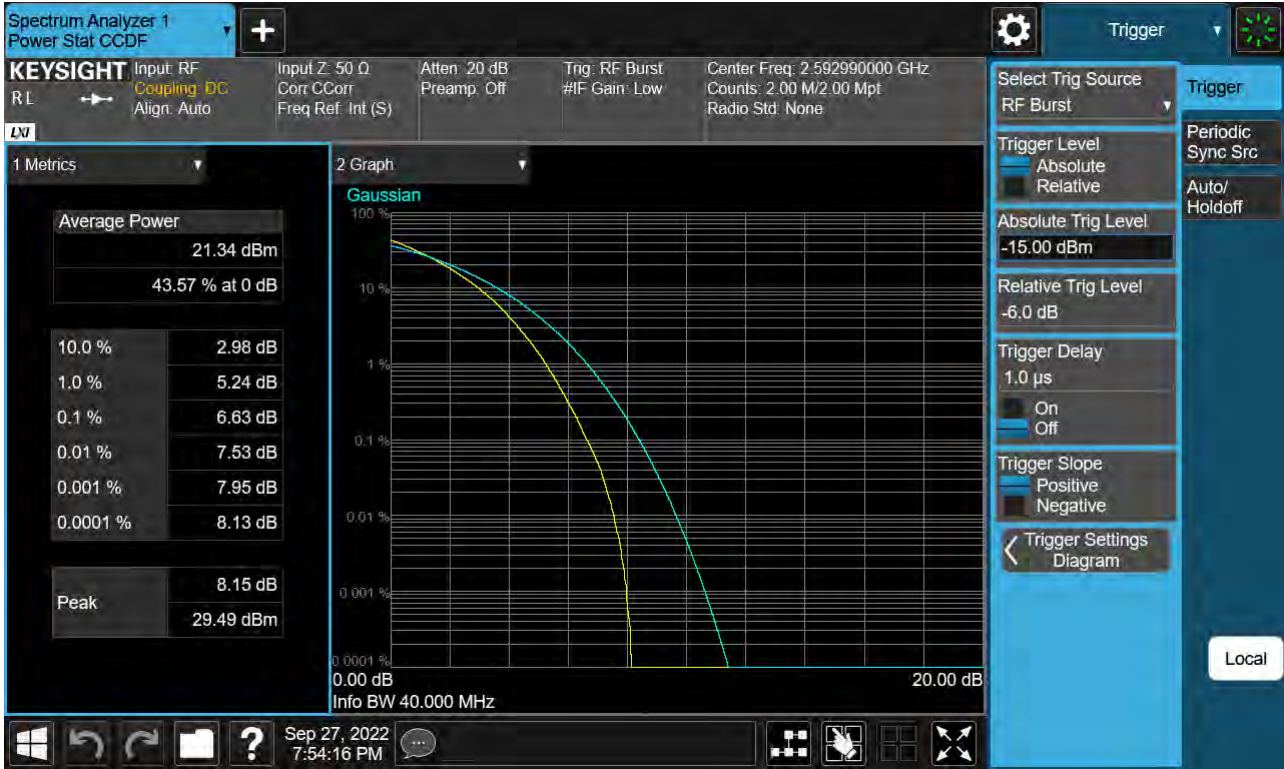 Spectrum Analyzer 1
Power Stat CCDF
+
Trigger
KEYSIGHT
R L
LXI
Input: RF
Coupling: DC
Align: Auto
Input Z: 50 Ω
Corr CCorr
Freq Ref: Int (S)
Atten: 20 dB
Preamp: Off
Trig: RF Burst
#IF Gain: Low
Center Freq: 2.592990000 GHz
Counts: 2.00 M/2.00 Mpt
Radio Std: None
1 Metrics
Average Power
21.34 dBm
43.57 % at 0 dB
10.0 % 2.98 dB
1.0 % 5.24 dB
0.1 % 6.63 dB
0.01 % 7.53 dB
0.001 % 7.95 dB
0.0001 % 8.13 dB
Peak
8.15 dB
29.49 dBm
2 Graph
Gaussian
100 %
10 %
1 %
0.1 %
0.01 %
0.001 %
0.0001 %
0.00 dB
20.00 dB
Info BW 40.000 MHz
Select Trig Source
RF Burst
Trigger Level
Absolute
Relative
Absolute Trig Level
-15.00 dBm
Relative Trig Level
-6.0 dB
Trigger Delay
1.0 µs
On
Off
Trigger Slope
Positive
Negative
Trigger Settings
Diagram
Trigger
Periodic
Sync Src
Auto/
Holdoff
Local
?
Sep 27, 2022
7:54:16 PM